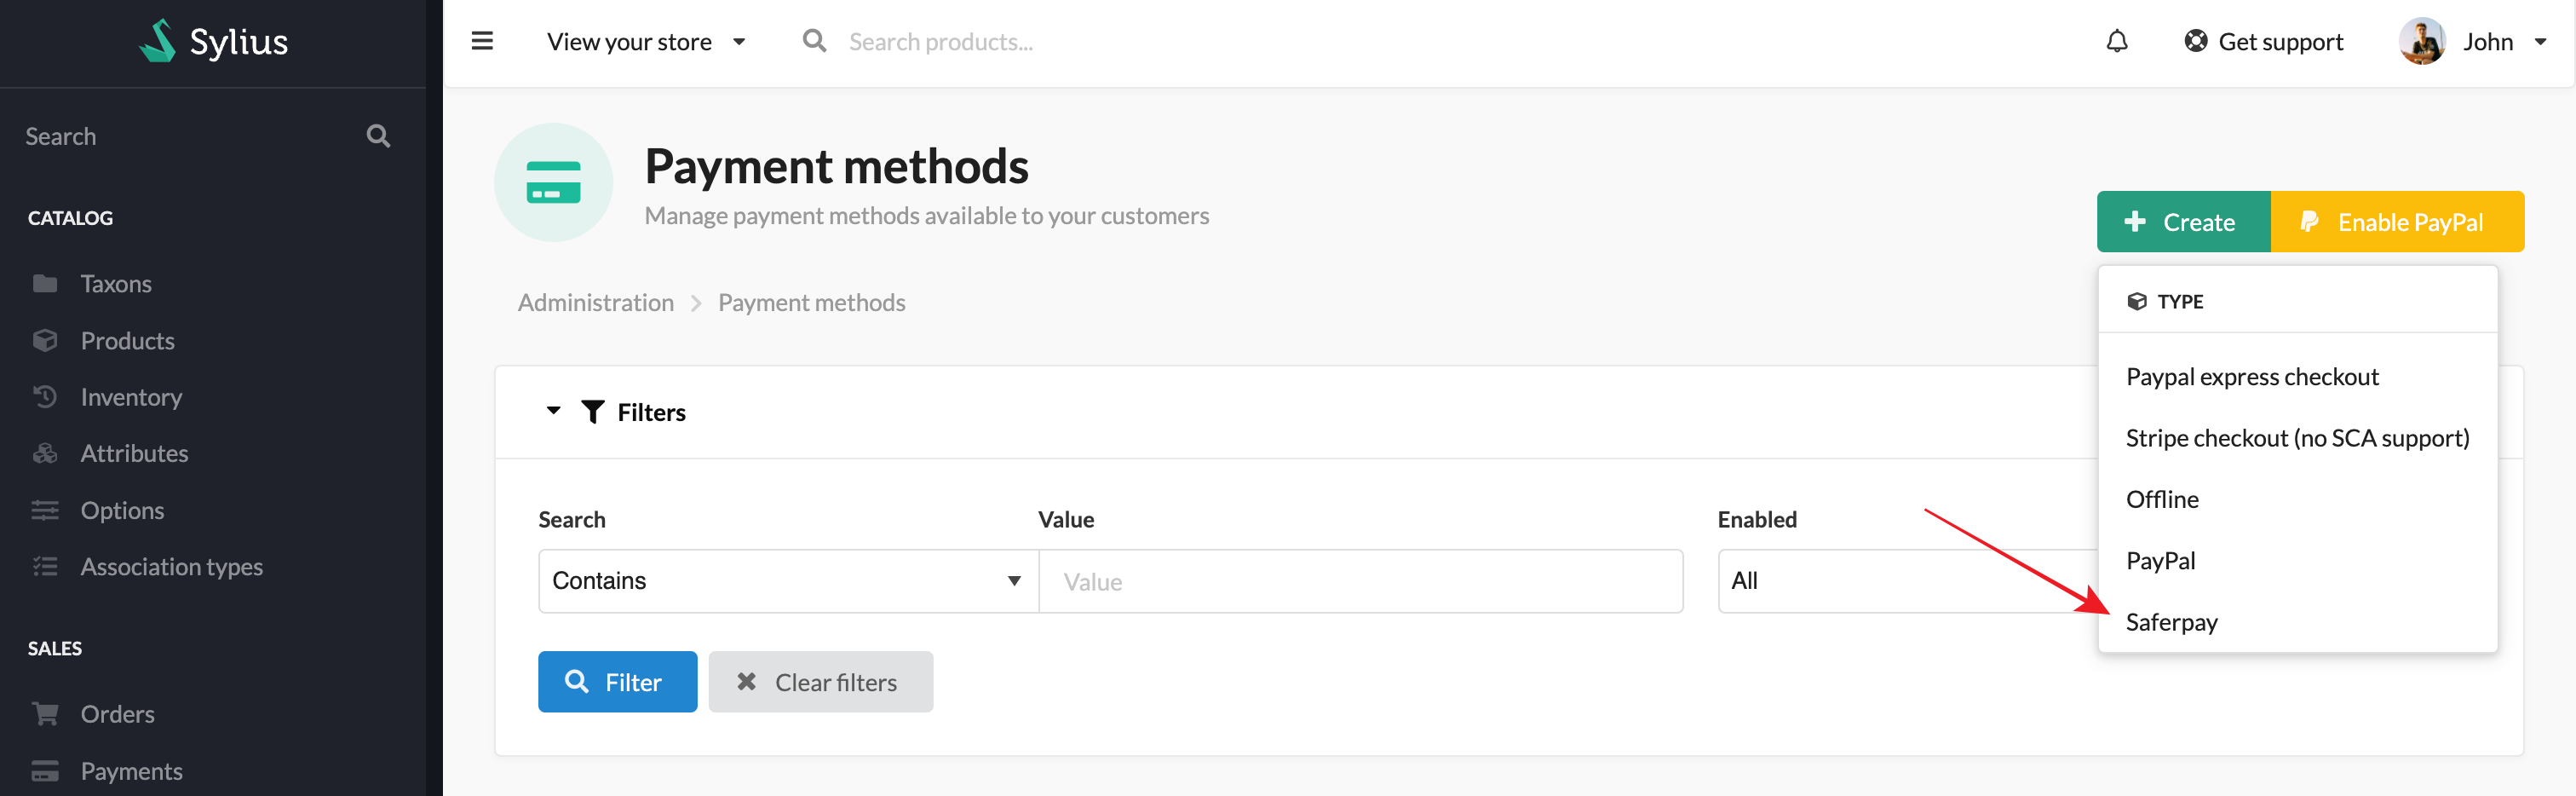 Sylius
Search
CATALOG
Taxons
Products
Inventory
Attributes
Options
Association types
SALES
Orders
Payments
View your store
Search products...
Get support
John
Payment methods
Manage payment methods available to your customers
Create
Enable PayPal
Administration
Payment methods
TYPE
Paypal express checkout
Stripe checkout (no SCA support)
Offline
PayPal
Saferpay
Filters
Search
Value
Enabled
Contains
Value
All
Filter
Clear filters